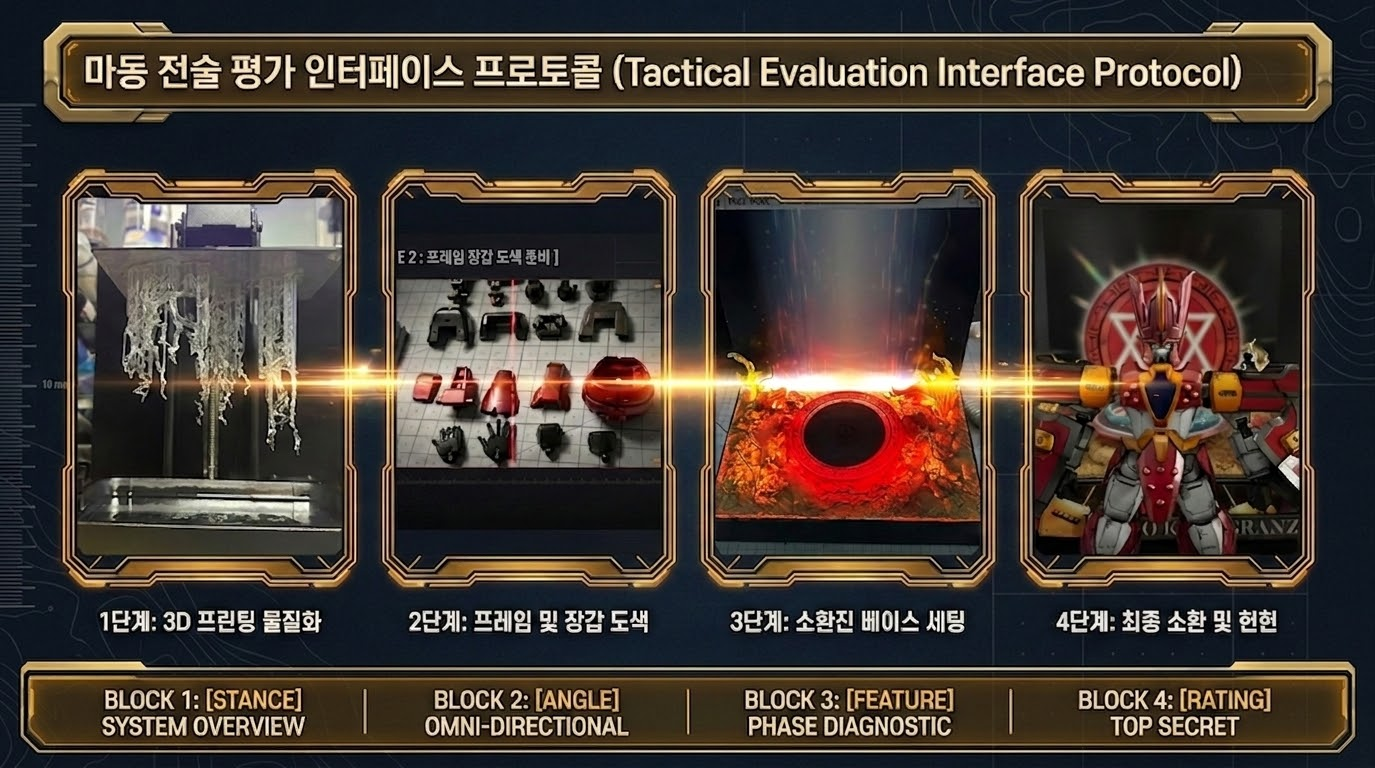 마동 전술 평가 인터페이스 프로토콜 (Tactical Evaluation Interface Protocol)
E 2 : 프레임 장갑 도색 준비 ]
10
GRANZ
1단계: 3D 프린팅 물질화
2단계: 프레임 및 장갑 도색
3단계: 소환진 베이스 세팅
4단계: 최종 소환 및 헌헌
BLOCK 1: [STANCE]
SYSTEM OVERVIEW
BLOCK 2: [ANGLE]
OMNI-DIRECTIONAL
BLOCK 3: [FEATURE]
PHASE DIAGNOSTIC
BLOCK 4: [RATING]
TOP SECRET